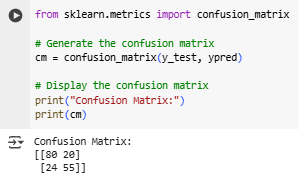 from sklearn.metrics import confusion_matrix
# Generate the confusion matrix
cm = confusion_matrix(y_test, ypred)
# Display the confusion matrix
print("Confusion Matrix:")
print(cm)
Confusion Matrix:
[[80 20]
 [24 55]]